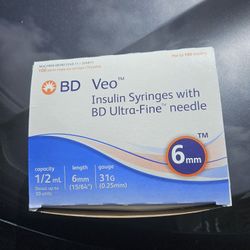 BD Veo™
Insulin Syringes with
BD Ultra-Fine™ needle
6mm™
capacity length gauge
1/2 mL 6mm 31G
(15/64") (0.25mm)